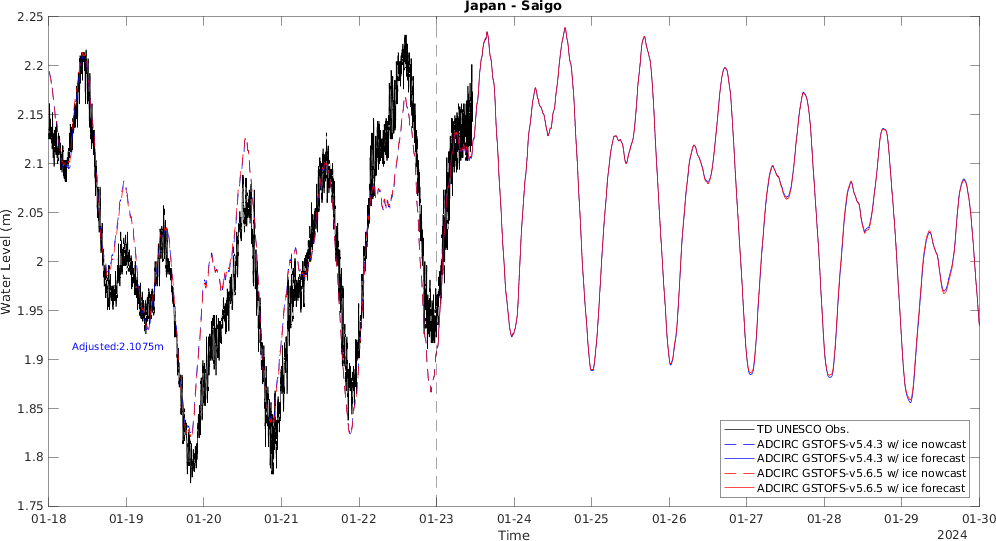 Japan - Saigo
Water Level (m)
2.25
2.2
2.15
2.1
2.05
2
1.95
1.9
1.85
1.8
1.75
Adjusted:2.1075m
TD UNESCO Obs.
ADCIRC GSTOFS-v5.4.3 w/ ice nowcast
ADCIRC GSTOFS-v5.4.3 w/ ice forecast
ADCIRC GSTOFS-v5.6.5 w/ ice nowcast
ADCIRC GSTOFS-v5.6.5 w/ ice forecast
01-18 01-19 01-20 01-21 01-22 01-23 01-24 01-25 01-26 01-27 01-28 01-29 01-30
Time
2024